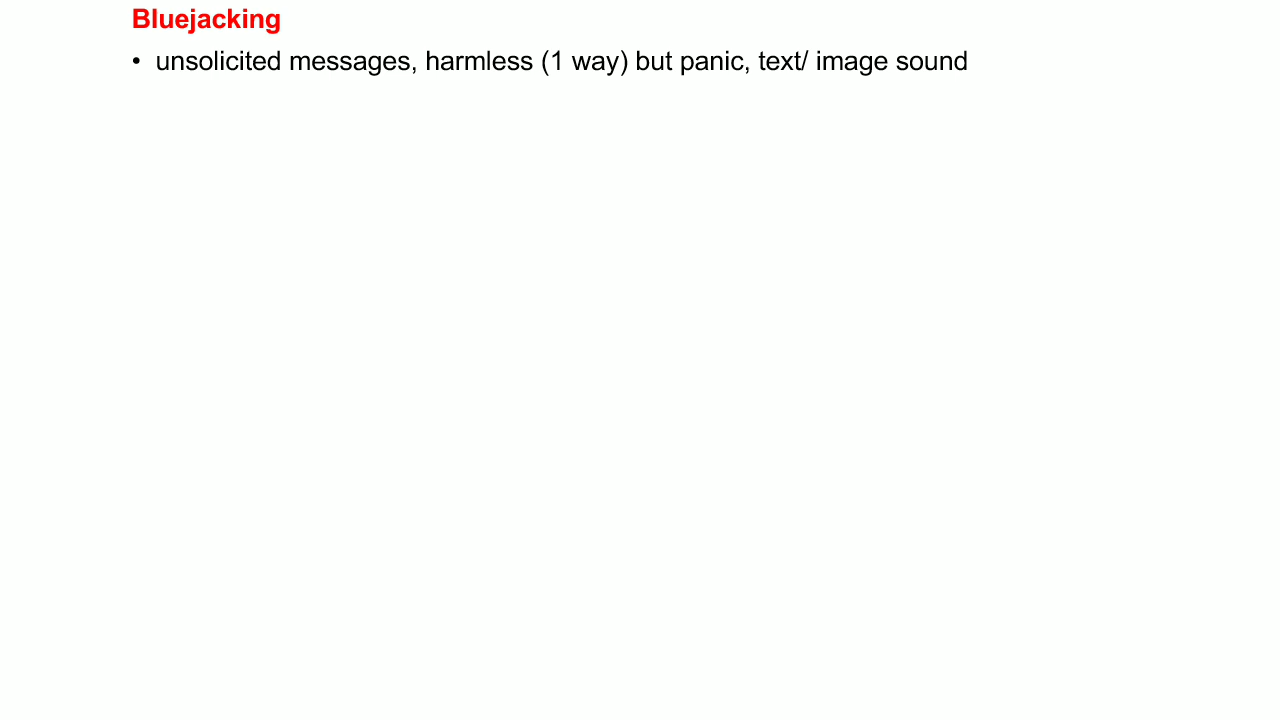 Bluejacking
• unsolicited messages, harmless (1 way) but panic, text/ image sound